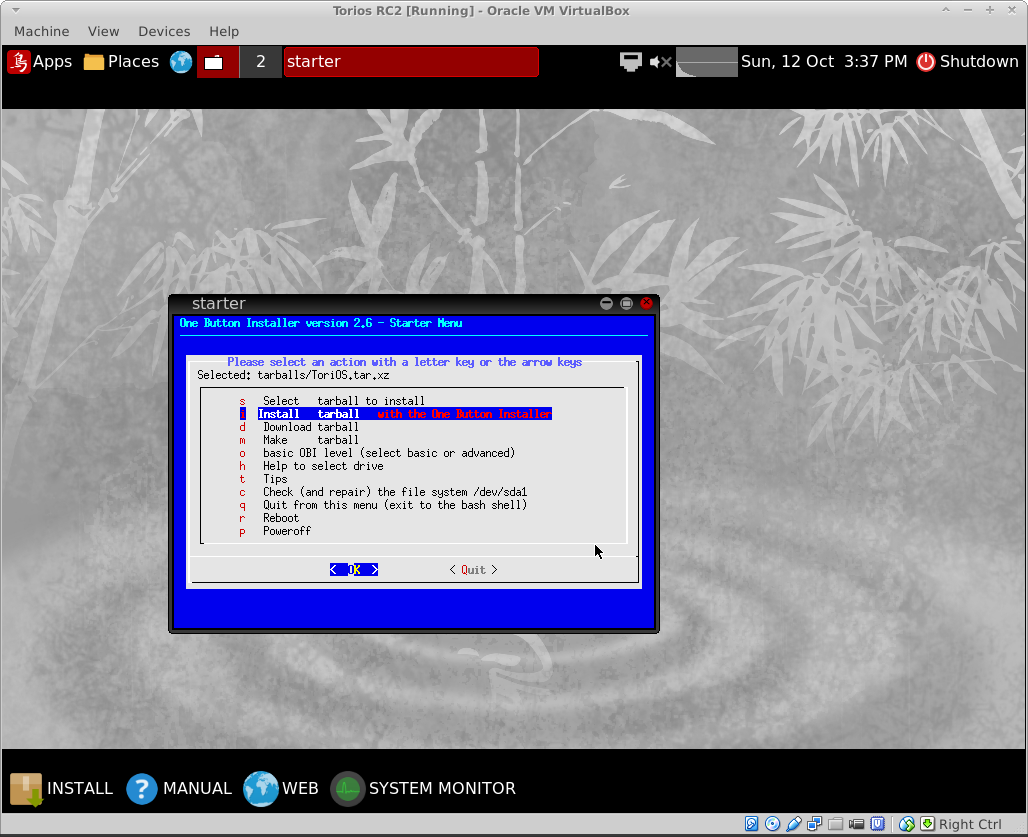 Torios RC2 [Running] - Oracle VM VirtualBox
Machine View Devices Help
Apps Places 2 starter Sun, 12 Oct 3:37 PM Shutdown
starter
One Button Installer version 2.6 - Starter Menu
Please select an action with a letter key or the arrow keys
Selected: tarballs/ToriOS.tar.xz
s Select tarball to install
i Install tarball with the One Button Installer
d Download tarball
m Make tarball
o basic OBI level (select basic or advanced)
h Help to select drive
t Tips
c Check (and repair) the file system /dev/sda1
q Quit from this menu (exit to the bash shell)
r Reboot
p Poweroff
< OK > < Quit >
INSTALL MANUAL WEB SYSTEM MONITOR
Right Ctrl